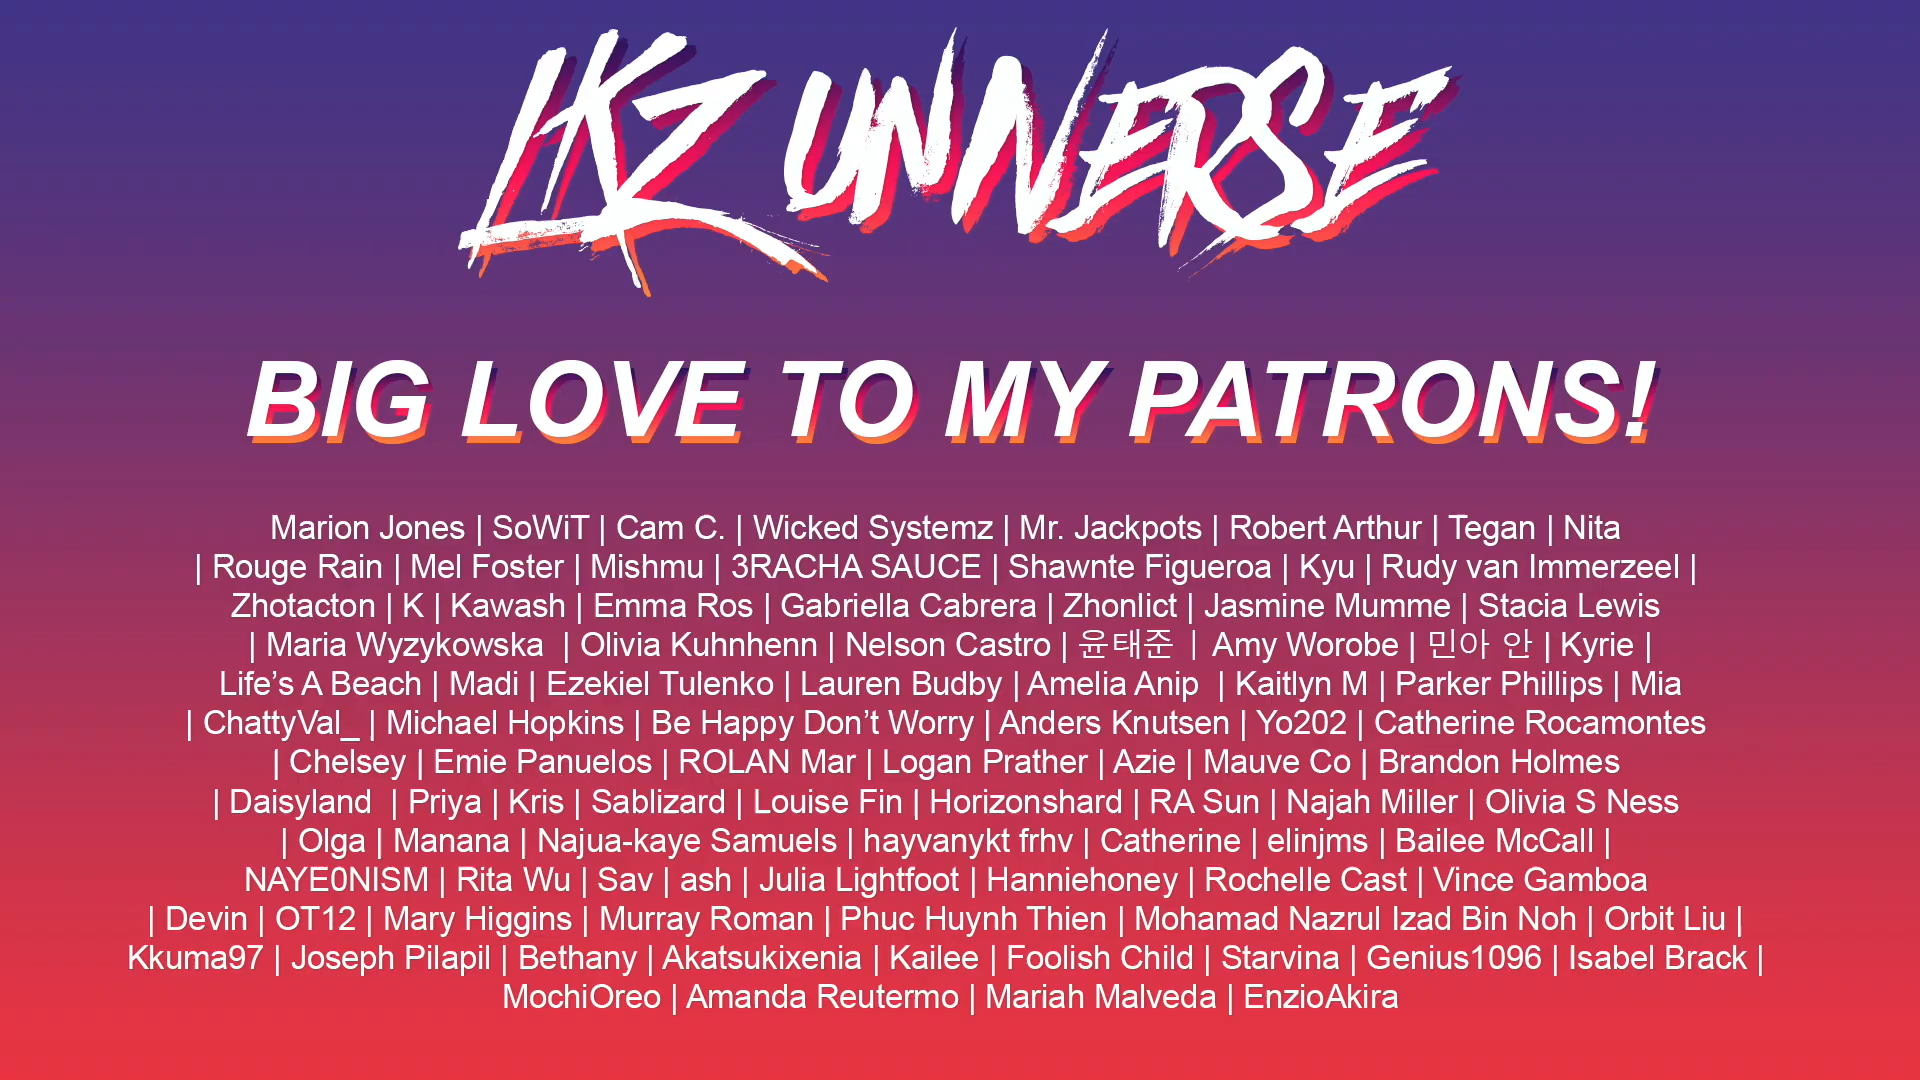 LKZ UNIVERSE
BIG LOVE TO MY PATRONS!
Marion Jones | SoWiT | Cam C. | Wicked Systemz | Mr. Jackpots | Robert Arthur | Tegan | Nita
| Rouge Rain | Mel Foster | Mishmu | 3RACHA SAUCE | Shawnte Figueroa | Kyu | Rudy van Immerzeel |
Zhotacton | K | Kawash | Emma Ros | Gabriella Cabrera | Zhonlict | Jasmine Mumme | Stacia Lewis
| Maria Wyzykowska | Olivia Kuhnhenn | Nelson Castro | 윤태준 | Amy Worobe | 민아 안 | Kyrie |
Life’s A Beach | Madi | Ezekiel Tulenko | Lauren Budby | Amelia Anip | Kaitlyn M | Parker Phillips | Mia
| ChattyVal_ | Michael Hopkins | Be Happy Don’t Worry | Anders Knutsen | Yo202 | Catherine Rocamontes
| Chelsey | Emie Panuelos | ROLAN Mar | Logan Prather | Azie | Mauve Co | Brandon Holmes
| Daisyland | Priya | Kris | Sablizard | Louise Fin | Horizonshard | RA Sun | Najah Miller | Olivia S Ness
| Olga | Manana | Najua-kaye Samuels | hayvanykt frhv | Catherine | elinjms | Bailee McCall |
NAYE0NISM | Rita Wu | Sav | ash | Julia Lightfoot | Hanniehoney | Rochelle Cast | Vince Gamboa
| Devin | OT12 | Mary Higgins | Murray Roman | Phuc Huynh Thien | Mohamad Nazrul Izad Bin Noh | Orbit Liu |
Kkuma97 | Joseph Pilapil | Bethany | Akatsukixenia | Kailee | Foolish Child | Starvina | Genius1096 | Isabel Brack |
MochiOreo | Amanda Reutermo | Mariah Malveda | EnzioAkira